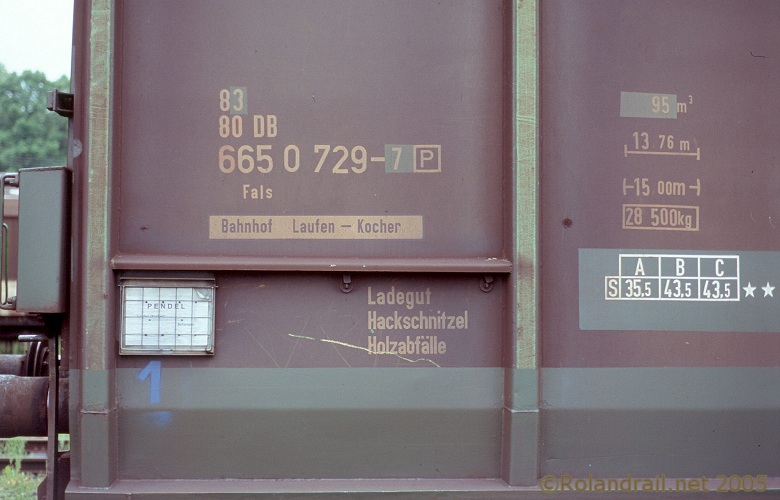 83
80 DB
665 0 729-7 P
Fals
Bahnhof Laufen – Kocher
PENDEL
Ladegut
Hackschnitzel
Holzabfälle
1
95 m³
13 76 m
15 00m
28 500kg
A B C
S 35.5 43.5 43.5 ★★
©Rolandrail.net 2005